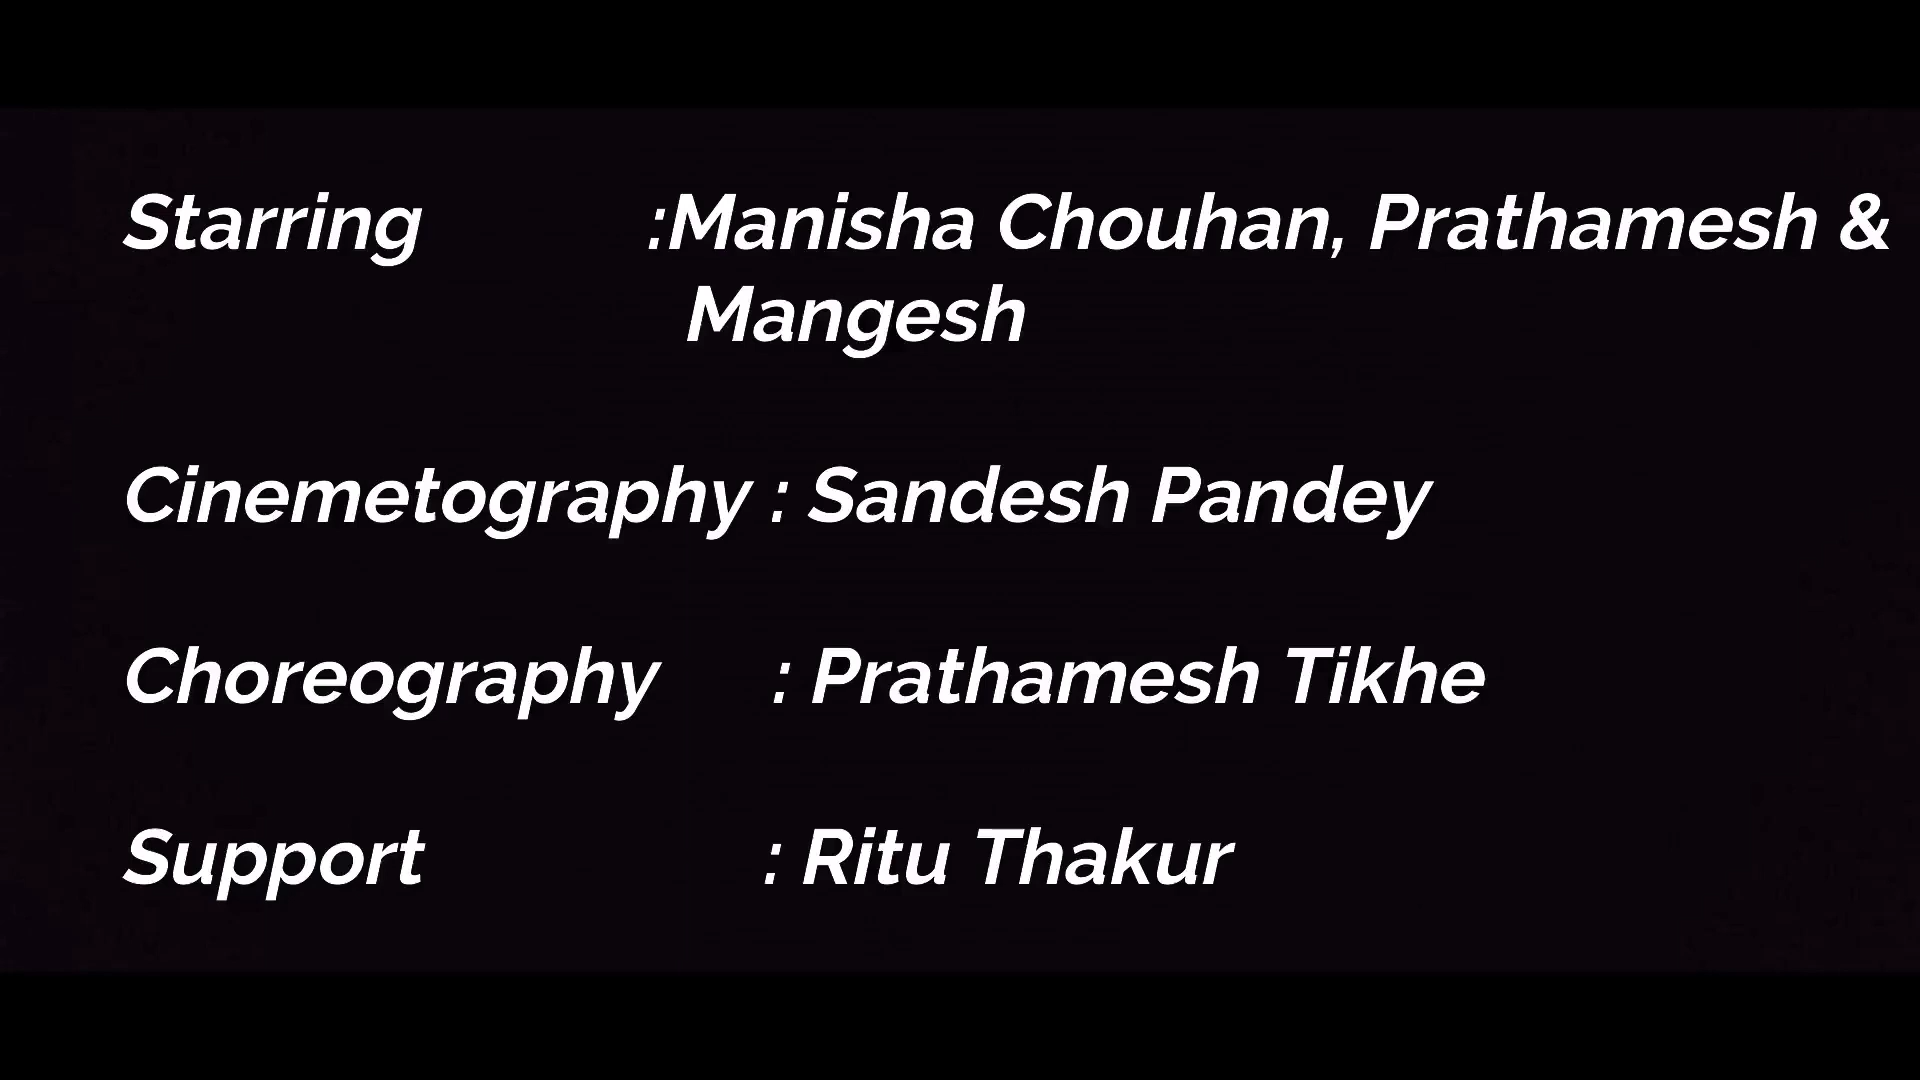 Starring :Manisha Chouhan, Prathamesh &
Mangesh
Cinemetography : Sandesh Pandey
Choreography : Prathamesh Tikhe
Support : Ritu Thakur